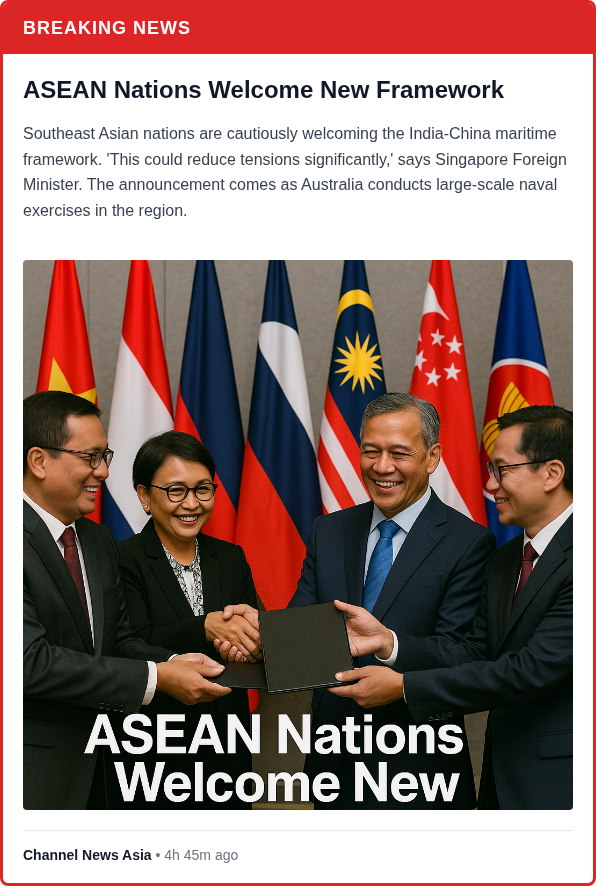 BREAKING NEWS
ASEAN Nations Welcome New Framework
Southeast Asian nations are cautiously welcoming the India-China maritime
framework. 'This could reduce tensions significantly,' says Singapore Foreign
Minister. The announcement comes as Australia conducts large-scale naval
exercises in the region.
ASEAN Nations
Welcome New
Channel News Asia • 4h 45m ago